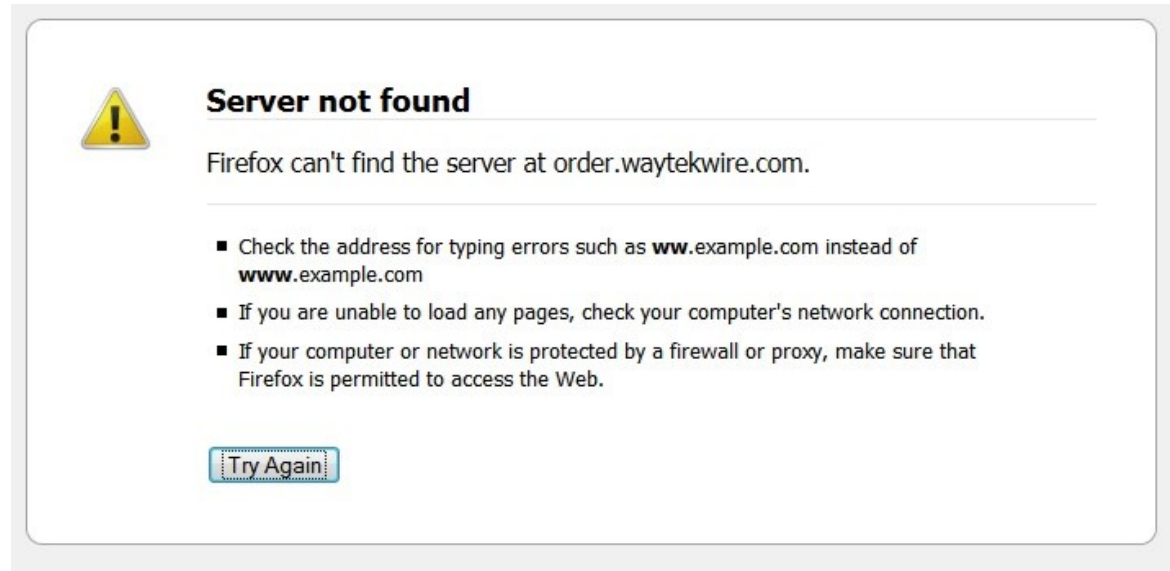 Server not found
Firefox can't find the server at order.waytekwire.com.
Check the address for typing errors such as ww.example.com instead of
www.example.com
If you are unable to load any pages, check your computer's network connection.
If your computer or network is protected by a firewall or proxy, make sure that
Firefox is permitted to access the Web.
Try Again